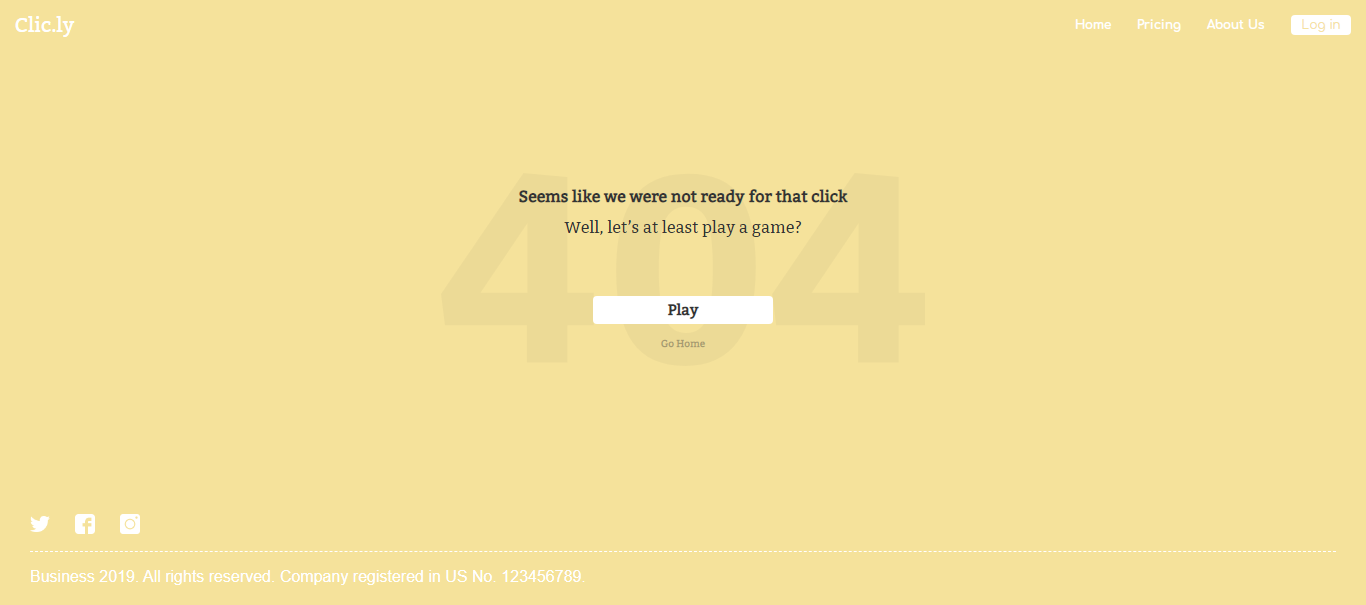 Clic.ly
Home Pricing About Us Log in
404
Seems like we were not ready for that click
Well, let's at least play a game?
Play
Go Home
Business 2019. All rights reserved. Company registered in US No. 123456789.